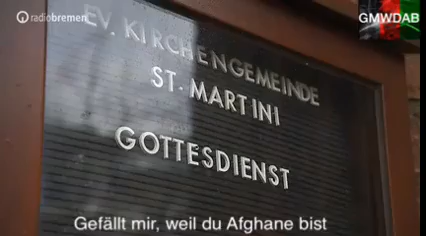 radiobremen
GMWDAB
EV. KIRCHENGEMEINDE
ST. MARTINI
GOTTESDIENST
Gefällt mir, weil du Afghane bist